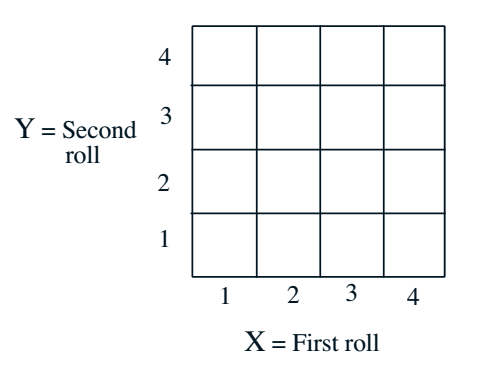 4
3
Y = Second
roll
2
1
1 2 3 4
X = First roll